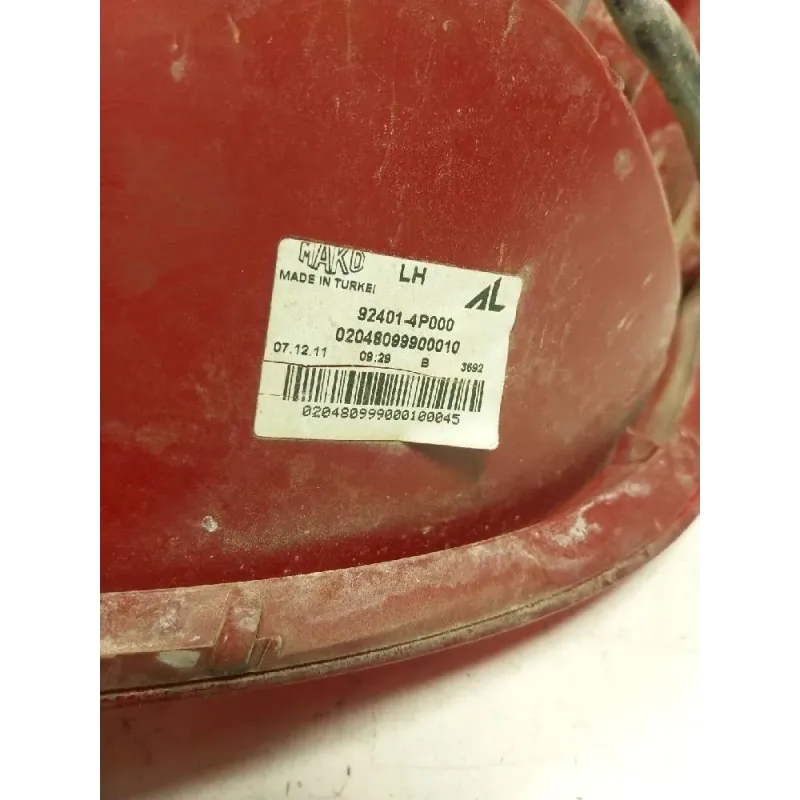 MAKO LH AL
MADE IN TURKEI
92401-4P000
02048099900010
07.12.11 09:29 B 3692
020480999000100045